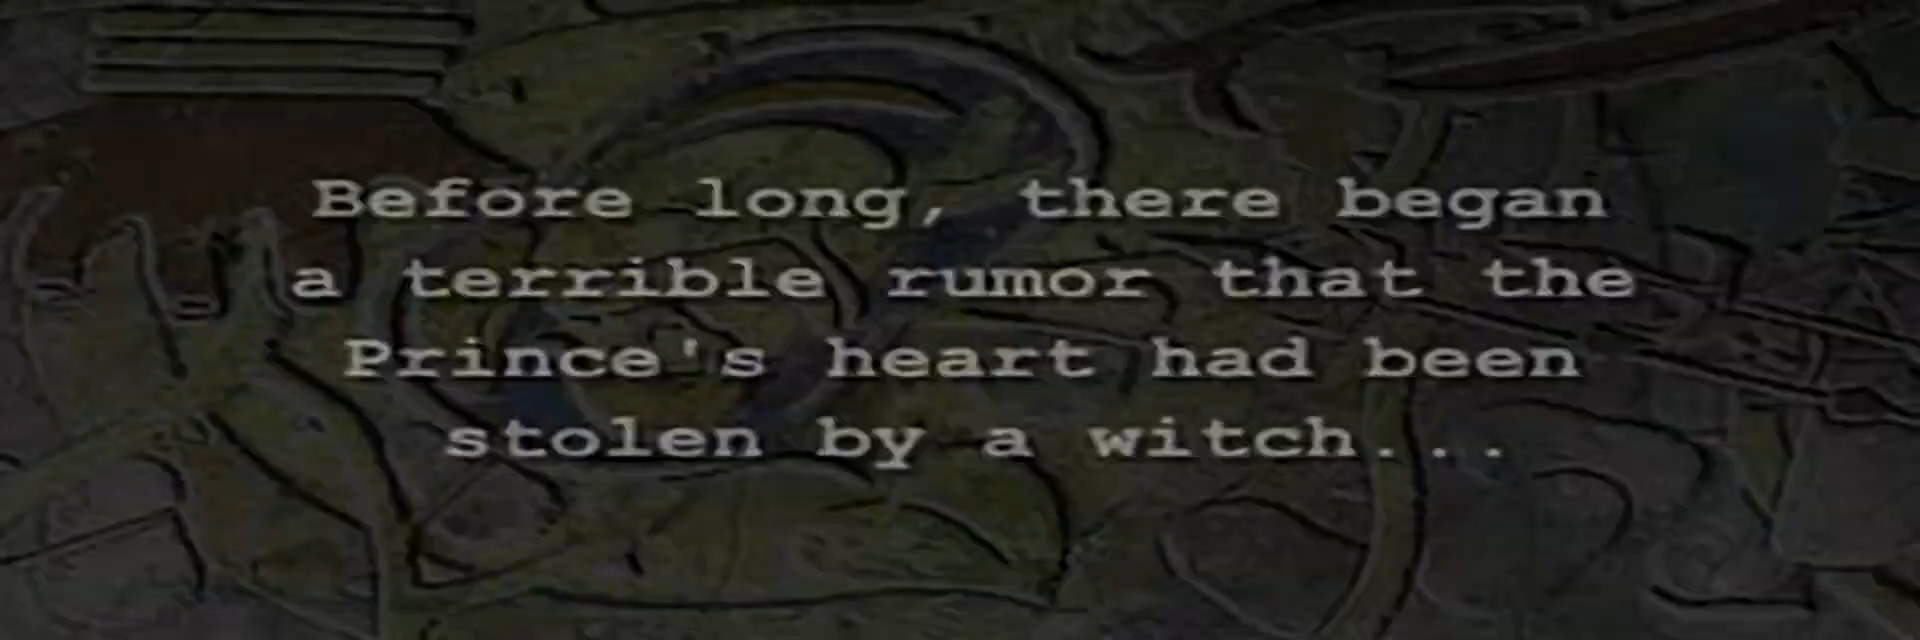 Before long, there began
a terrible rumor that the
Prince's heart had been
stolen by a witch...